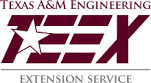 TEXAS A&M ENGINEERING
TEEX
EXTENSION SERVICE